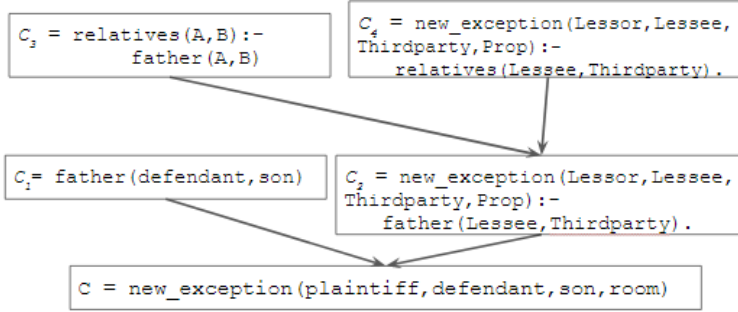 C₃ = relatives(A,B):-
father(A,B)
C₄ = new_exception(Lessor,Lessee,
Thirdparty,Prop):-
relatives(Lessee,Thirdparty).
C₁= father(defendant,son)
C₂ = new_exception(Lessor,Lessee,
Thirdparty,Prop):-
father(Lessee,Thirdparty).
C = new_exception(plaintiff,defendant,son,room)